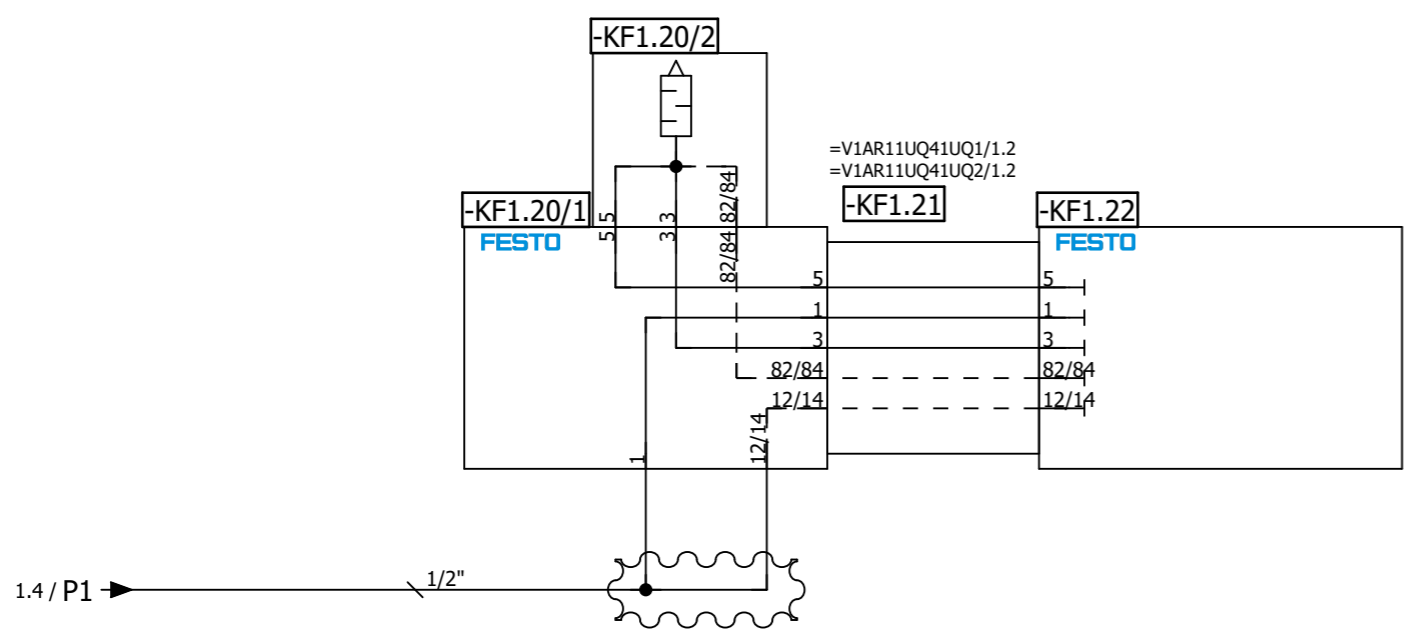 -KF1.20/2
=V1AR11UQ41UQ1/1.2
=V1AR11UQ41UQ2/1.2
-KF1.20/1
-KF1.21
-KF1.22
FESTO
FESTO
5
3
82/84
5
3
82/84
5
5
1
1
3
3
82/84
82/84
12/14
12/14
1
12/14
1.4 / P1
1/2"